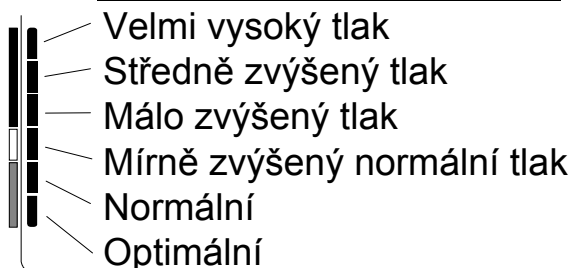 Velmi vysoký tlak
Středně zvýšený tlak
Málo zvýšený tlak
Mírně zvýšený normální tlak
Normální
Optimální